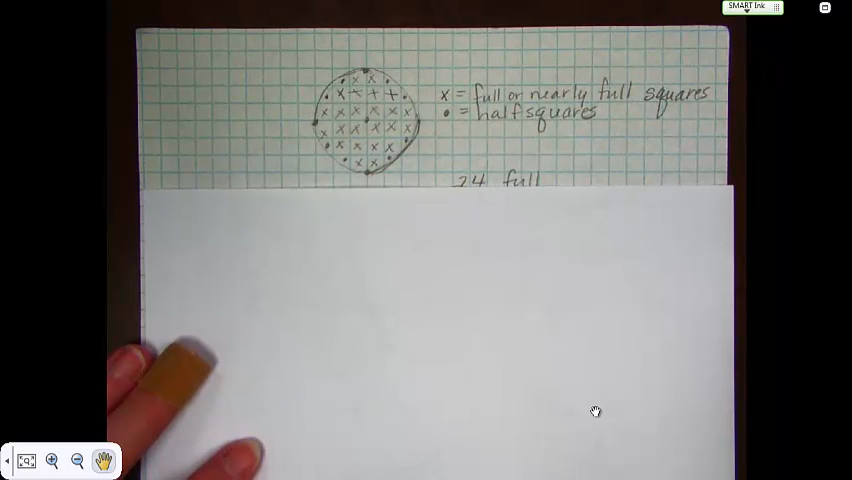 SMART Ink
x = full or nearly full squares
• = half squares
24 full